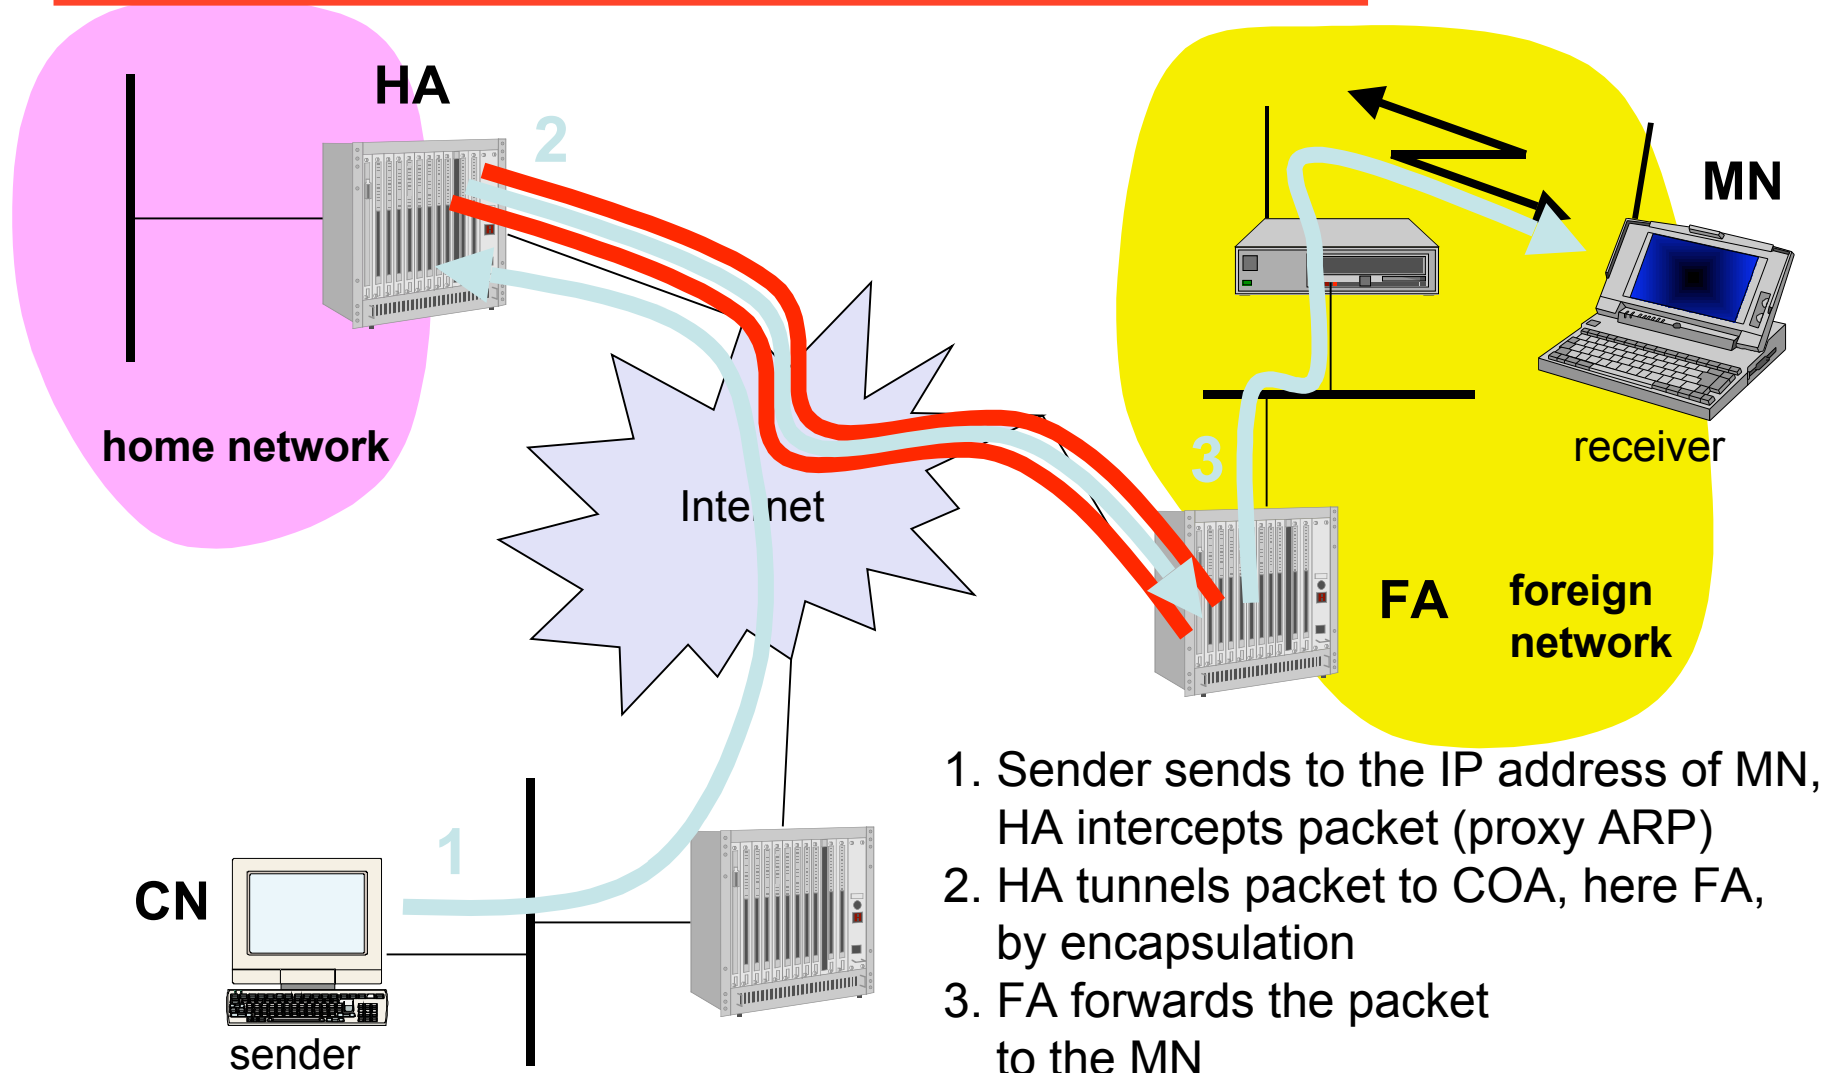 HA
2
MN
home network
receiver
3
Internet
FA
foreign
network
1
CN
sender
1. Sender sends to the IP address of MN,
HA intercepts packet (proxy ARP)
2. HA tunnels packet to COA, here FA,
by encapsulation
3. FA forwards the packet
to the MN